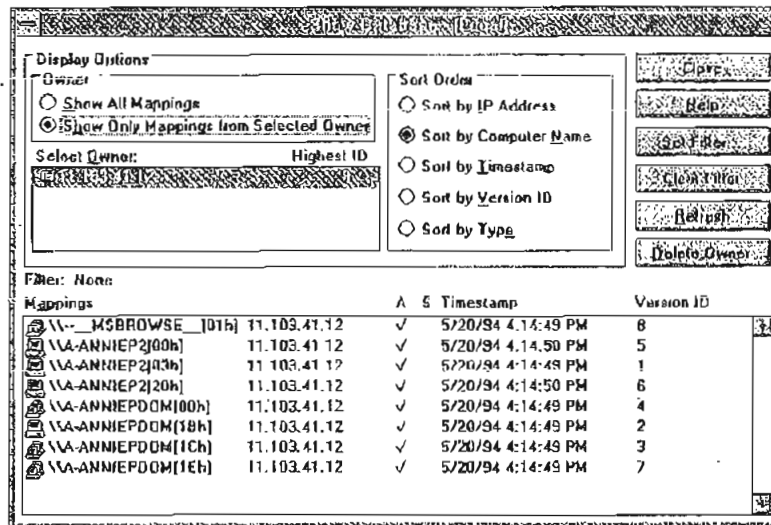 Display Options
Owner
Show All Mappings
Show Only Mappings from Selected Owner
Select Owner: Highest ID
Sort Order
Sort by IP Address
Sort by Computer Name
Sort by Timestamp
Sort by Version ID
Sort by Type
Close
Help
Set Filter
Clear Filter
Refresh
Delete Owner
Filter: None
Mappings A S Timestamp Version ID
\\--__MSBROWSE__[01h] 11.103.41.12 √ 5/20/94 4:14:49 PM 8
\\A-ANNIEP2[00h] 11.103.41.12 √ 5/20/94 4:14:50 PM 5
\\A-ANNIEP2[03h] 11.103.41.12 √ 5/20/94 4:14:49 PM 1
\\A-ANNIEP2[20h] 11.103.41.12 √ 5/20/94 4:14:50 PM 6
\\A-ANNIEPDOM[00h] 11.103.41.12 √ 5/20/94 4:14:49 PM 4
\\A-ANNIEPDOM[1Bh] 11.103.41.12 √ 5/20/94 4:14:49 PM 2
\\A-ANNIEPDOM[1Ch] 11.103.41.12 √ 5/20/94 4:14:49 PM 3
\\A-ANNIEPDOM[1Eh] 11.103.41.12 √ 5/20/94 4:14:49 PM 7